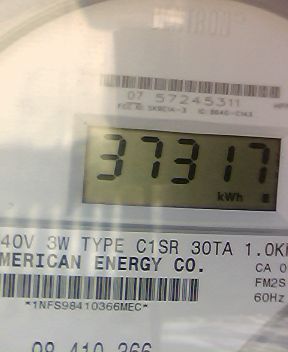 ITRON
07 57245311
37317
kWh
40V 3W TYPE C1SR 30TA 1.0K
MERICAN ENERGY CO.
CA 0
FM2S
60Hz
*1NFS98410366MEC*
98 410 366